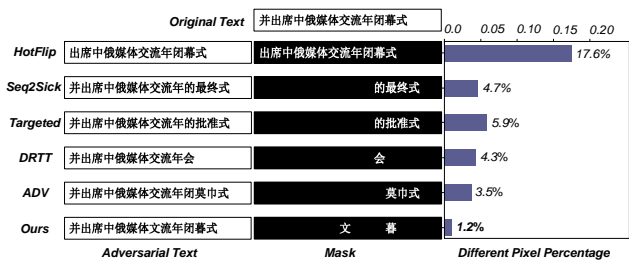 Original Text 并出席中俄媒体交流年闭幕式
0.0 0.05 0.10 0.15 0.20
HotFlip 出席中俄媒体交流年闭幕式 出席中俄媒体交流年闭幕式 17.6%
Seq2Sick 并出席中俄媒体交流年的最终式 的最终式 4.7%
Targeted 并出席中俄媒体交流年的批准式 的批准式 5.9%
DRTT 并出席中俄媒体交流年会 会 4.3%
ADV 并出席中俄媒体交流年闭莫巾式 莫巾式 3.5%
Ours 并出席中俄媒体文流年闭暮式 文 暮 1.2%
Adversarial Text Mask Different Pixel Percentage